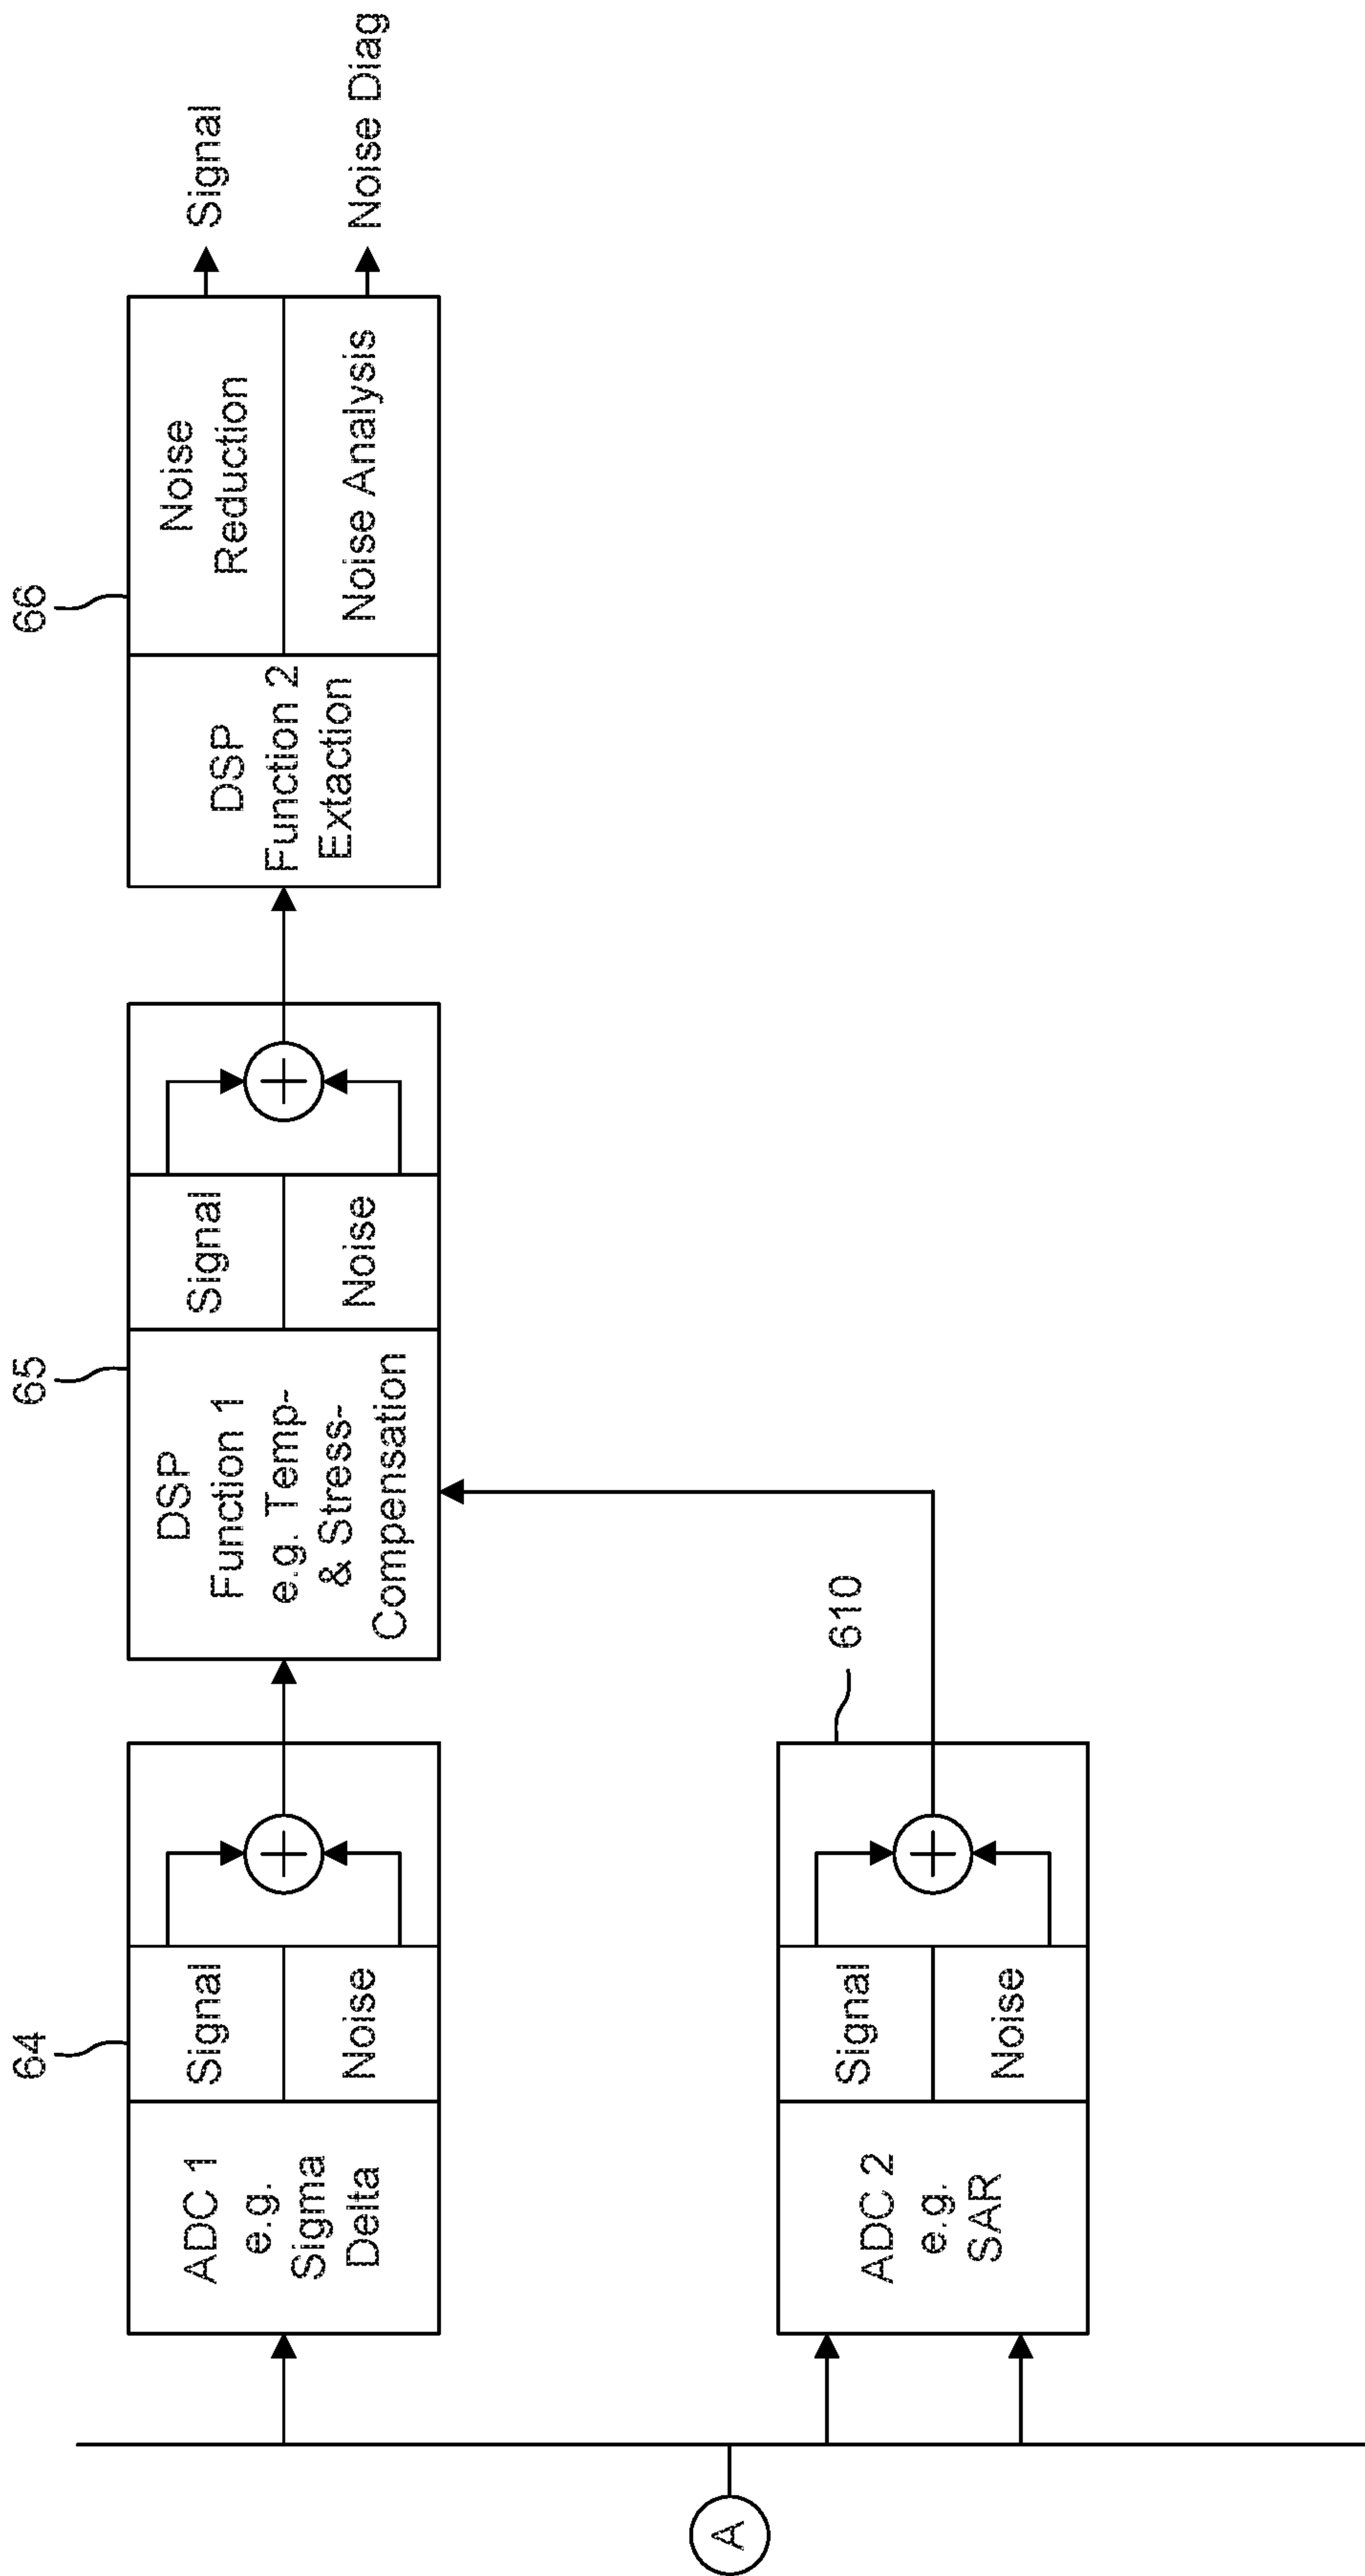 64
ADC 1
e.g.
Sigma
Delta
Signal
Noise
65
DSP
Function 1
e.g. Temp-
& Stress-
Compensation
Signal
Noise
66
DSP
Function 2
Extaction
Noise
Reduction
Noise Analysis
Signal
Noise Diag
A
610
ADC 2
e.g.
SAR
Signal
Noise